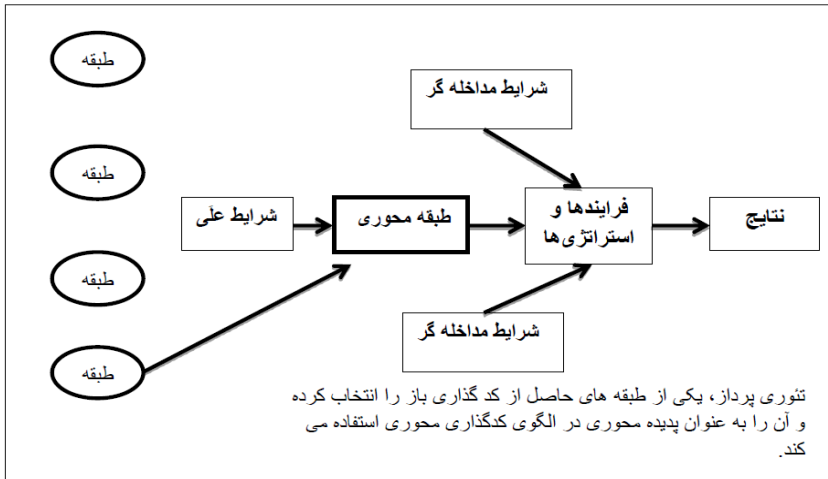 طبقه
طبقه
طبقه
طبقه
شرایط علّی
طبقه محوری
شرایط مداخله گر
فرایندها و
استراتژی‌ها
شرایط مداخله گر
نتایج
تئوری پرداز، یکی از طبقه های حاصل از کد گذاری باز را انتخاب کرده
و آن را به عنوان پدیده محوری در الگوی کدگذاری محوری استفاده می
کند.